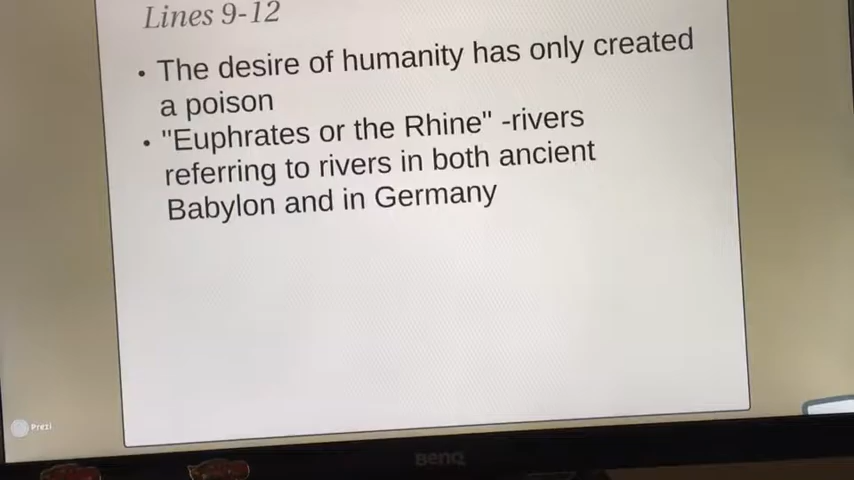 Lines 9-12
• The desire of humanity has only created
a poison
• "Euphrates or the Rhine" -rivers
referring to rivers in both ancient
Babylon and in Germany
Prezi
BenQ